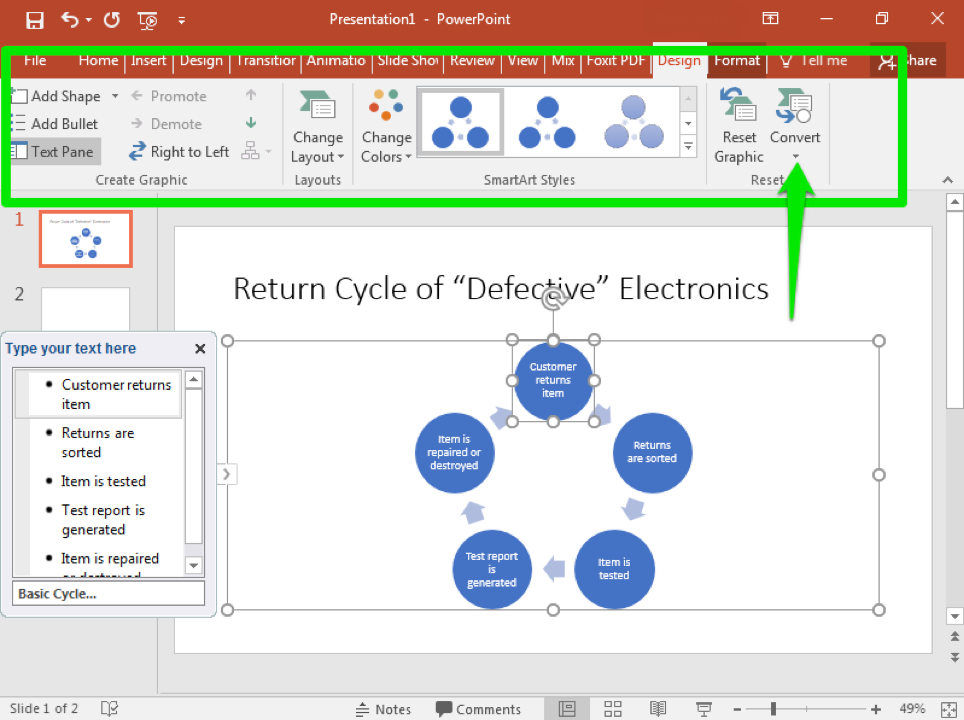 Presentation1 - PowerPoint
File Home Insert Design Transition Animatio Slide Sho Review View Mix Foxit PDF Design Format Tell me hare
Add Shape Promote
Add Bullet Demote
Text Pane Right to Left
Create Graphic
Change
Layout
Layouts
Change
Colors
SmartArt Styles
Reset
Graphic
Convert
Reset
1
2
Return Cycle of “Defective” Electronics
Type your text here
• Customer returns
item
• Returns are
sorted
• Item is tested
• Test report is
generated
• Item is repaired
or destroyed
Basic Cycle...
Customer
returns
item
Returns
are sorted
Item is
tested
Test report
is
generated
Item is
repaired or
destroyed
Slide 1 of 2 Notes Comments 49%